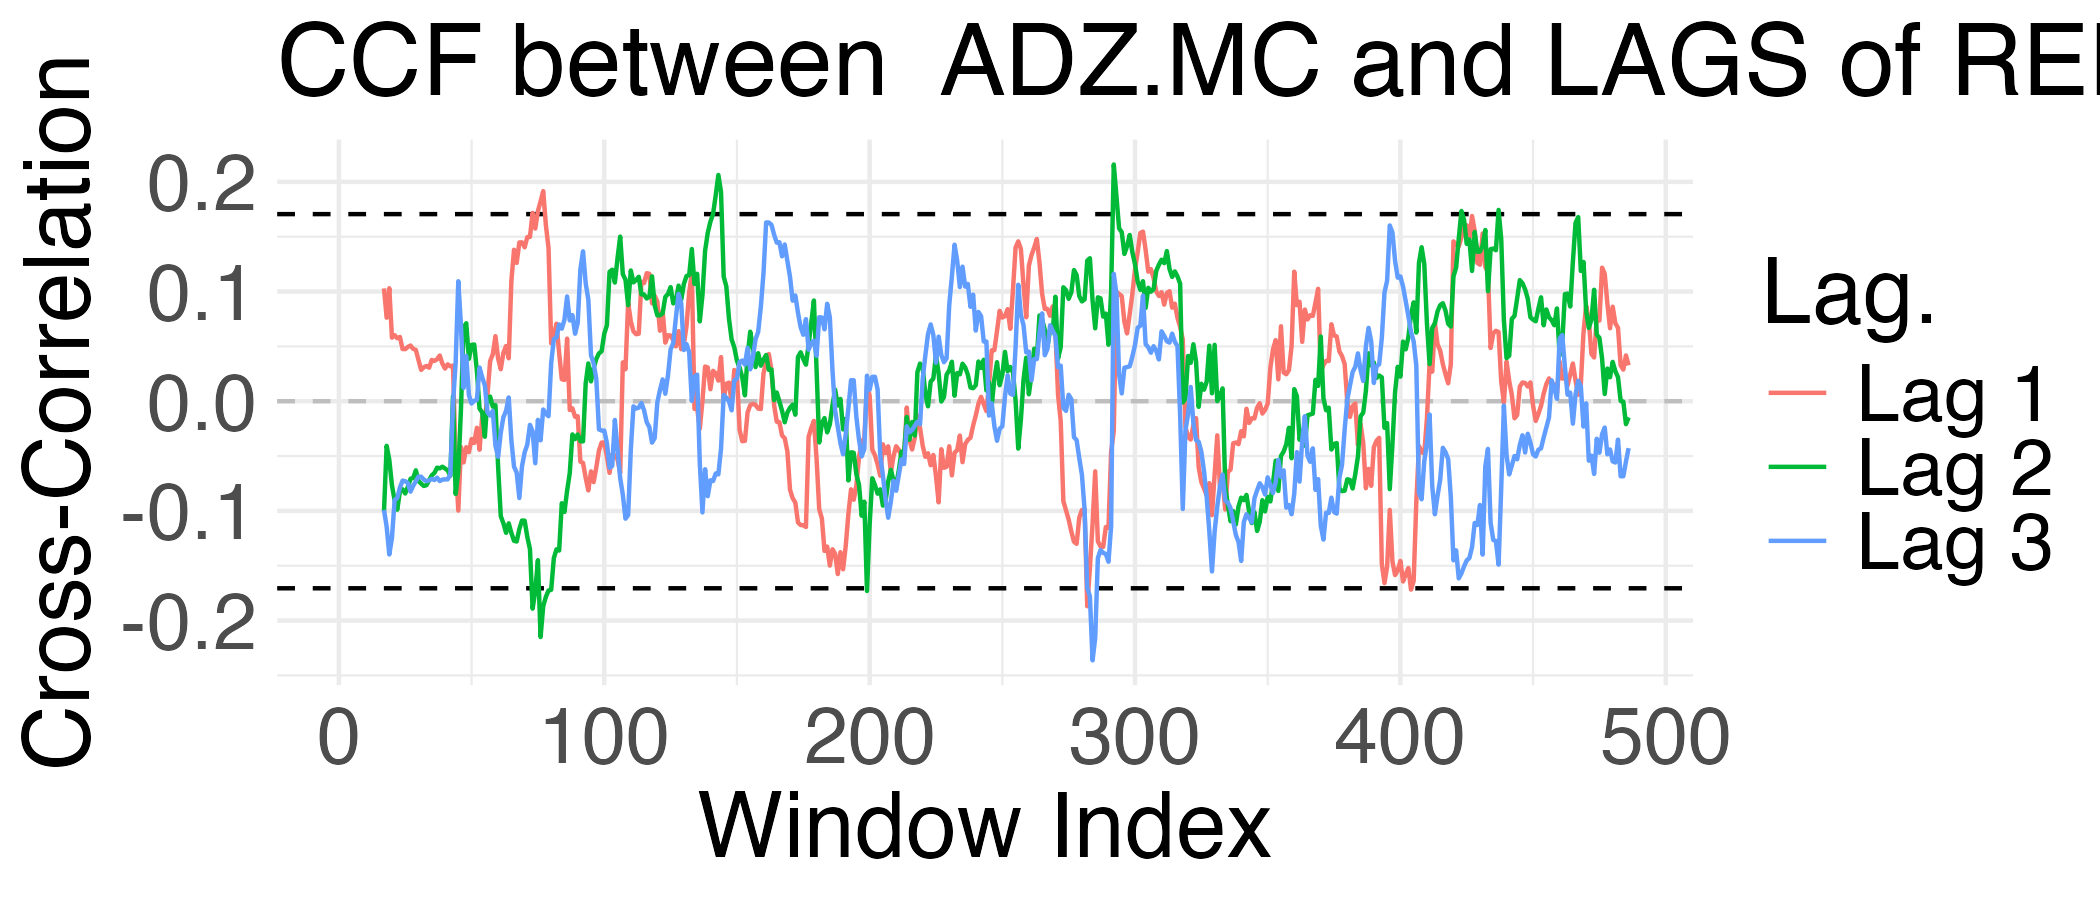 CCF between ADZ.MC and LAGS of
Cross-Correlation
0.2
0.1
0.0
-0.1
-0.2
0
100
200
300
400
500
Window Index
Lag.
Lag 1
Lag 2
Lag 3